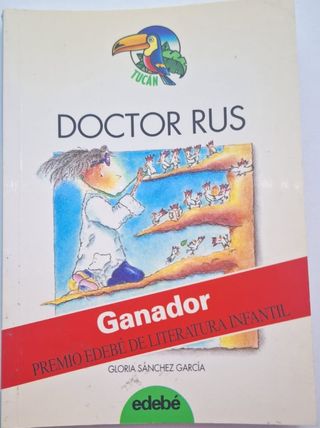 TUCÁN
DOCTOR RUS
Ganador
PREMIO EDEBÉ DE LITERATURA INFANTIL
GLORIA SÁNCHEZ GARCÍA
edebé